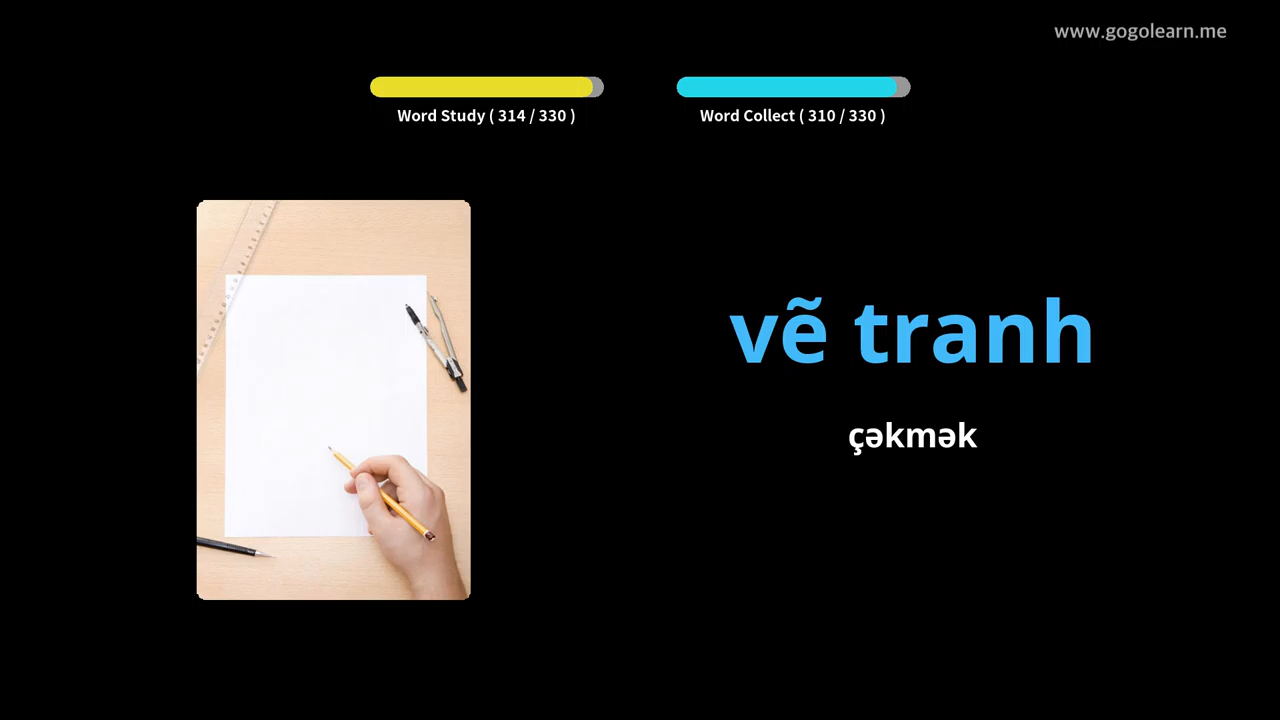 www.gogolearn.me
Word Study ( 314 / 330 )
Word Collect ( 310 / 330 )
vẽ tranh
çəkmək